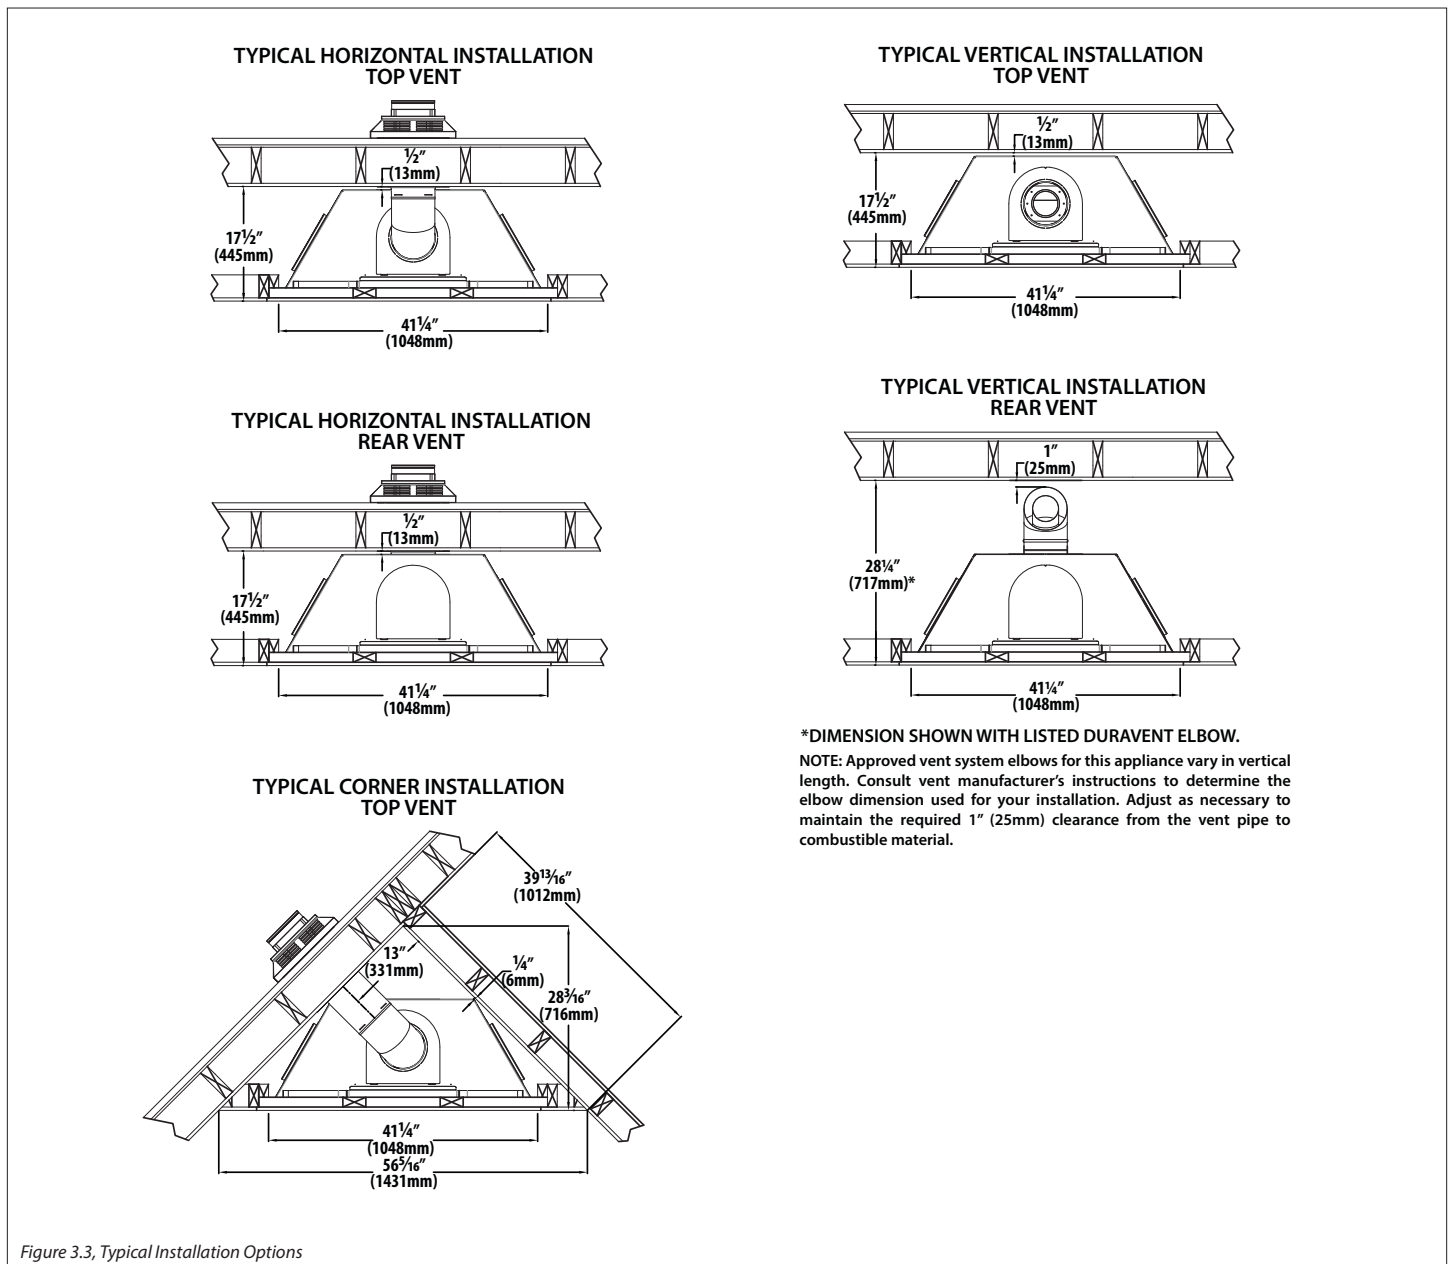 TYPICAL HORIZONTAL INSTALLATION
TOP VENT
½"
(13mm)
17½"
(445mm)
41¼"
(1048mm)
TYPICAL VERTICAL INSTALLATION
TOP VENT
½"
(13mm)
17½"
(445mm)
41¼"
(1048mm)
TYPICAL HORIZONTAL INSTALLATION
REAR VENT
½"
(13mm)
17½"
(445mm)
41¼"
(1048mm)
TYPICAL VERTICAL INSTALLATION
REAR VENT
1"
(25mm)
28¼"
(717mm)*
41¼"
(1048mm)
*DIMENSION SHOWN WITH LISTED DURAVENT ELBOW.
NOTE: Approved vent system elbows for this appliance vary in vertical
length. Consult vent manufacturer's instructions to determine the
elbow dimension used for your installation. Adjust as necessary to
maintain the required 1" (25mm) clearance from the vent pipe to
combustible material.
TYPICAL CORNER INSTALLATION
TOP VENT
39¹³⁄₁₆"
(1012mm)
13"
(331mm)
¼"
(6mm)
28³⁄₁₆"
(716mm)
41¼"
(1048mm)
56⁵⁄₁₆"
(1431mm)
Figure 3.3, Typical Installation Options